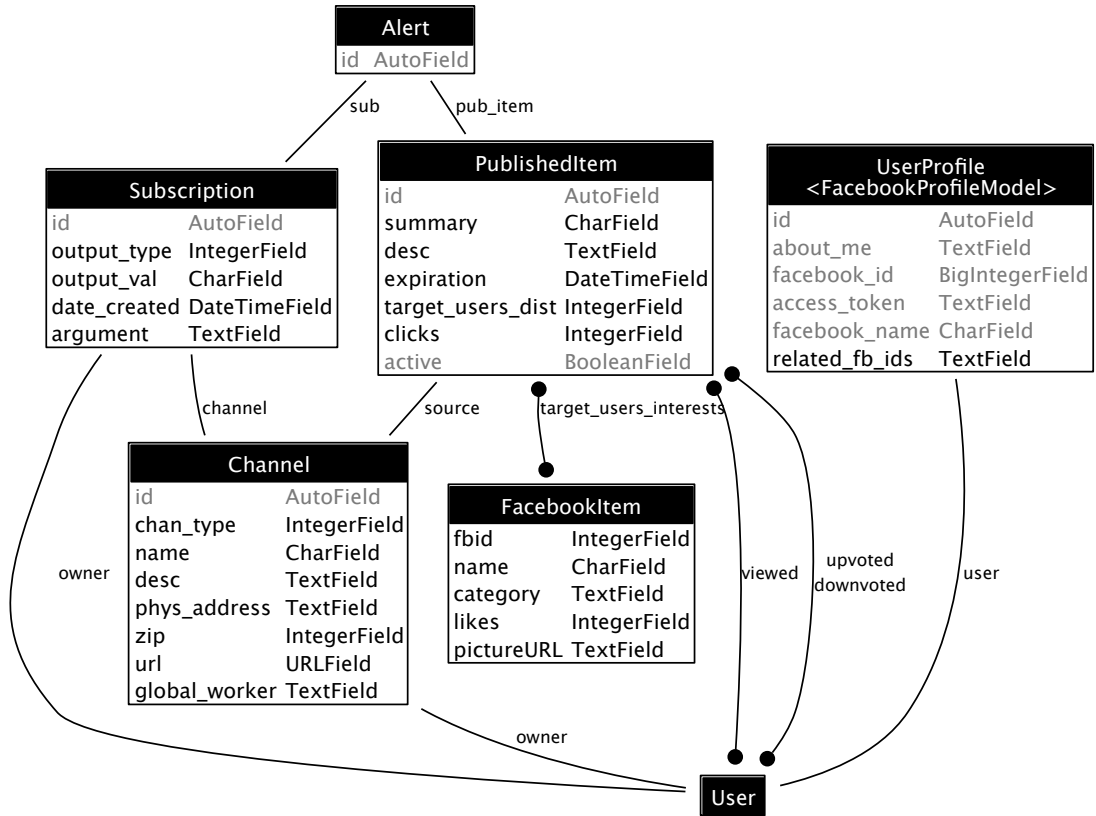 Alert
id AutoField
sub
pub_item
PublishedItem
id AutoField
summary CharField
desc TextField
expiration DateTimeField
target_users_dist IntegerField
clicks IntegerField
active BooleanField
UserProfile
<FacebookProfileModel>
id AutoField
about_me TextField
facebook_id BigIntegerField
access_token TextField
facebook_name CharField
related_fb_ids TextField
Subscription
id AutoField
output_type IntegerField
output_val CharField
date_created DateTimeField
argument TextField
channel
source
target_users_interests
Channel
id AutoField
chan_type IntegerField
name CharField
desc TextField
phys_address TextField
zip IntegerField
url URLField
global_worker TextField
FacebookItem
fbid IntegerField
name CharField
category TextField
likes IntegerField
pictureURL TextField
owner
viewed
upvoted
downvoted
user
owner
User